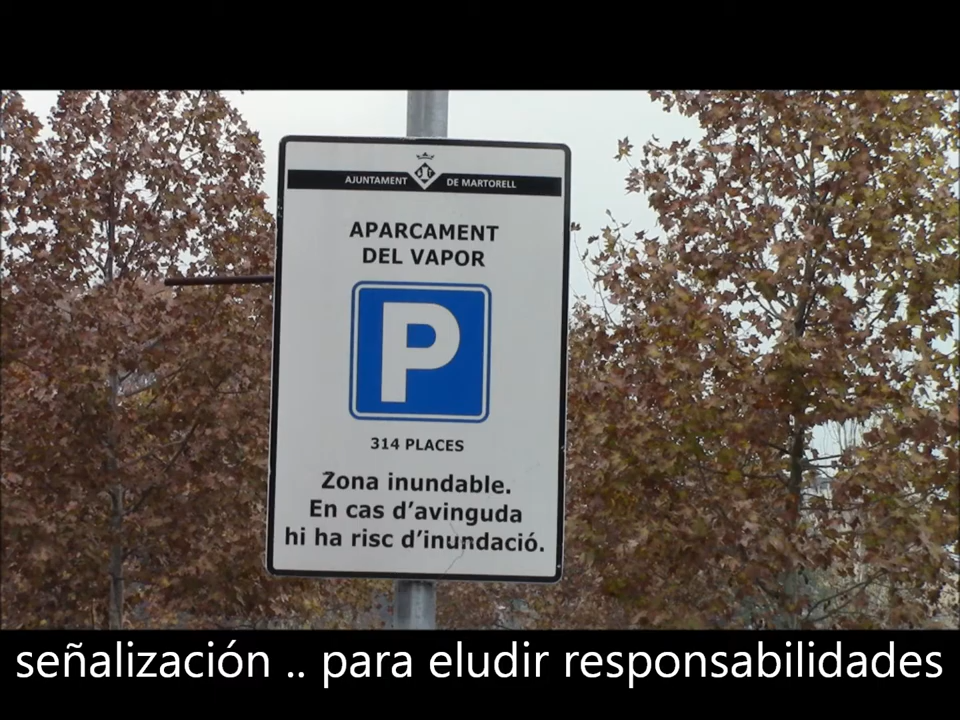 AJUNTAMENT DE MARTORELL
APARCAMENT
DEL VAPOR
P
314 PLACES
Zona inundable.
En cas d'avinguda
hi ha risc d'inundació.
señalización .. para eludir responsabilidades